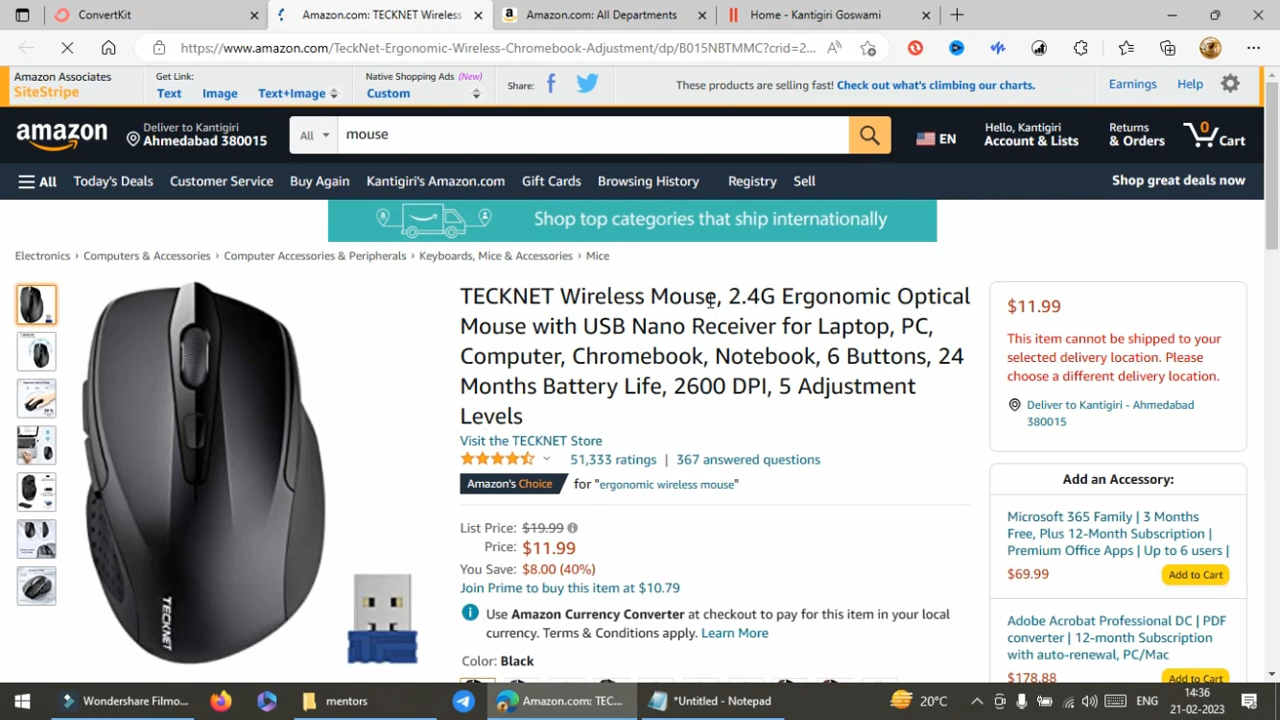 ConvertKit
Amazon.com: TECKNET Wireless
Amazon.com: All Departments
Home - Kantigiri Goswami
https://www.amazon.com/TeckNet-Ergonomic-Wireless-Chromebook-Adjustment/dp/B015NBTMMC?crid=2...
Amazon Associates
SiteStripe
Get Link:
Text Image Text+Image
Native Shopping Ads (New)
Custom
Share:
These products are selling fast! Check out what's climbing our charts.
Earnings Help
amazon
Deliver to Kantigiri
Ahmedabad 380015
All mouse
EN
Hello, Kantigiri
Account & Lists
Returns
& Orders
0
Cart
All Today's Deals Customer Service Buy Again Kantigiri's Amazon.com Gift Cards Browsing History Registry Sell
Shop great deals now
Shop top categories that ship internationally
Electronics › Computers & Accessories › Computer Accessories & Peripherals › Keyboards, Mice & Accessories › Mice
TECKNET Wireless Mouse, 2.4G Ergonomic Optical
Mouse with USB Nano Receiver for Laptop, PC,
Computer, Chromebook, Notebook, 6 Buttons, 24
Months Battery Life, 2600 DPI, 5 Adjustment
Levels
Visit the TECKNET Store
51,333 ratings | 367 answered questions
Amazon's Choice for "ergonomic wireless mouse"
List Price: $19.99
Price: $11.99
You Save: $8.00 (40%)
Join Prime to buy this item at $10.79
Use Amazon Currency Converter at checkout to pay for this item in your local
currency. Terms & Conditions apply. Learn More
Color: Black
TECKNET
$11.99
This item cannot be shipped to your
selected delivery location. Please
choose a different delivery location.
Deliver to Kantigiri - Ahmedabad
380015
Add an Accessory:
Microsoft 365 Family | 3 Months
Free, Plus 12-Month Subscription |
Premium Office Apps | Up to 6 users |
$69.99
Add to Cart
Adobe Acrobat Professional DC | PDF
converter | 12-month Subscription
with auto-renewal, PC/Mac
$178.88
Add to Cart
Wondershare Filmo...
mentors
Amazon.com: TEC...
*Untitled - Notepad
20°C
ENG
14:36
21-02-2023